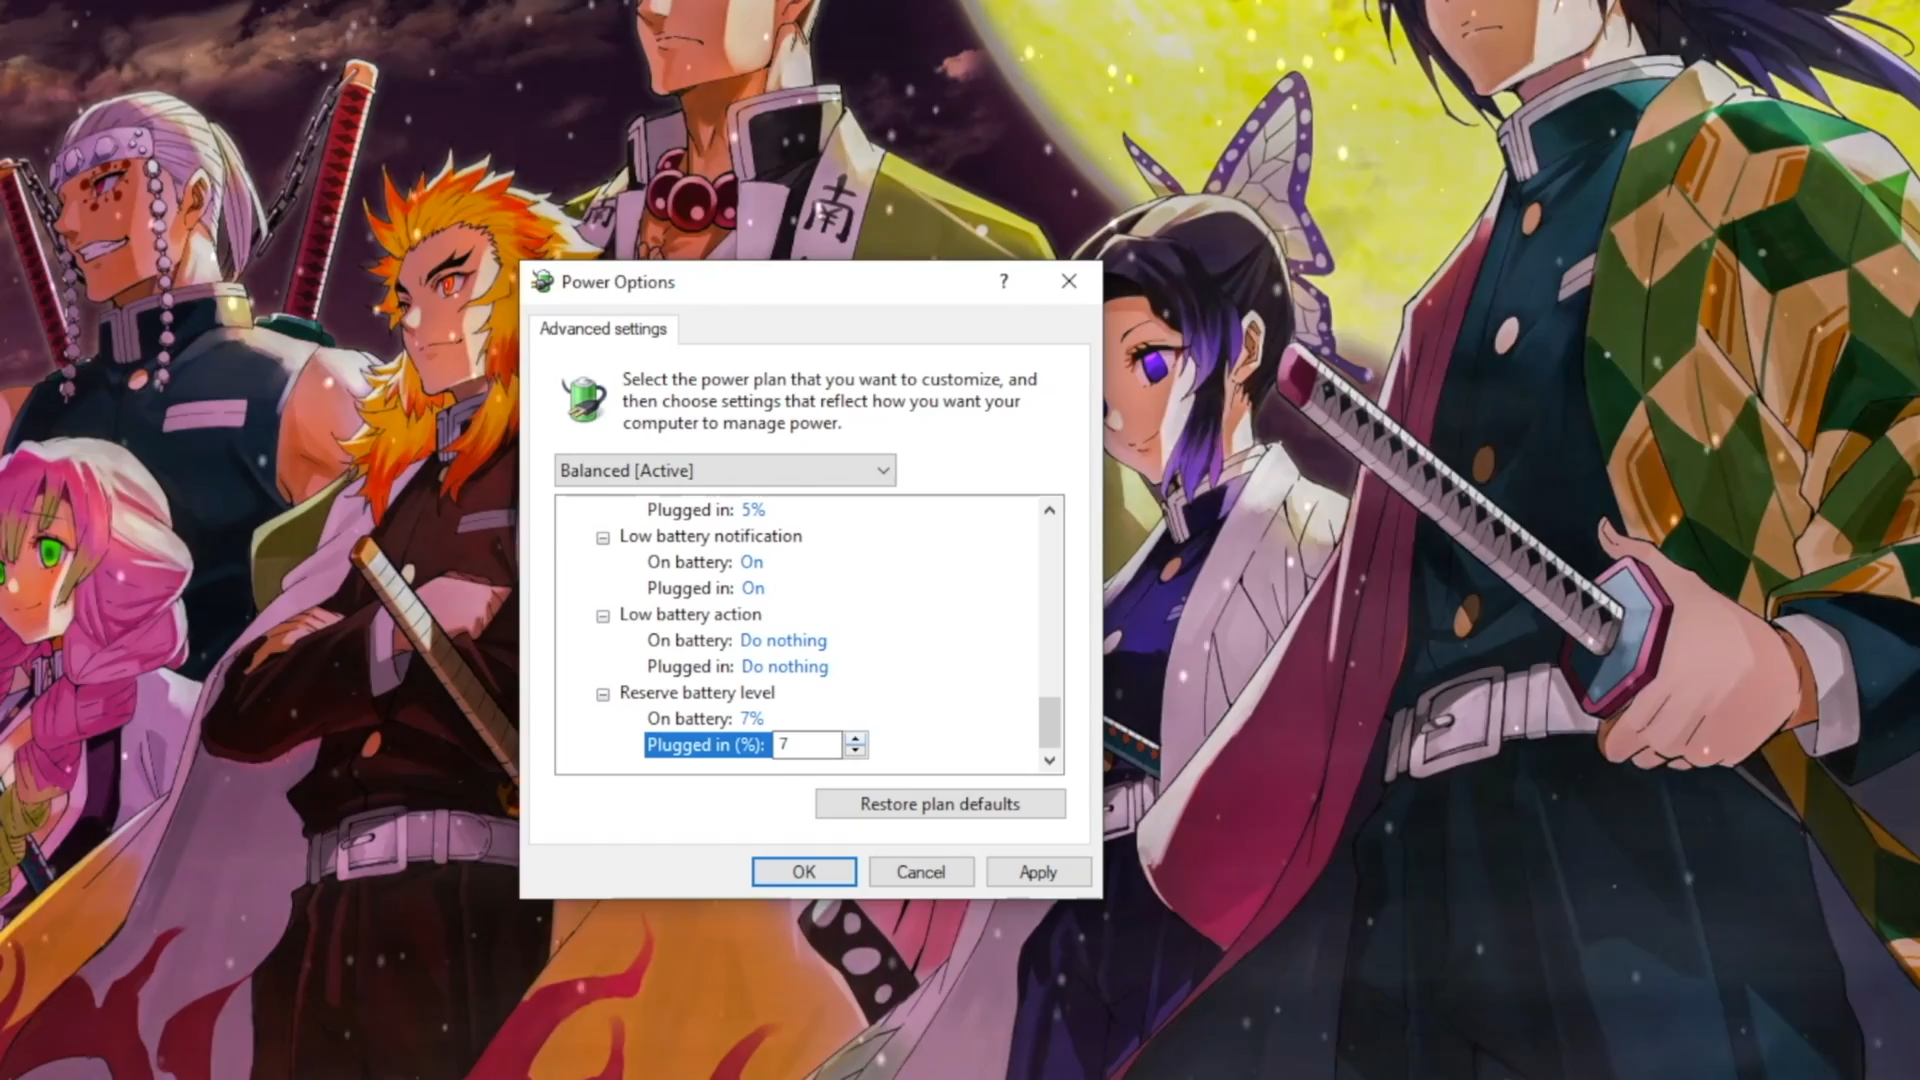 南
南
Power Options
?
Advanced settings
Select the power plan that you want to customize, and
then choose settings that reflect how you want your
computer to manage power.
Balanced [Active]
Plugged in: 5%
Low battery notification
On battery: On
Plugged in: On
Low battery action
On battery: Do nothing
Plugged in: Do nothing
Reserve battery level
On battery: 7%
Plugged in (%): 7
Restore plan defaults
OK
Cancel
Apply